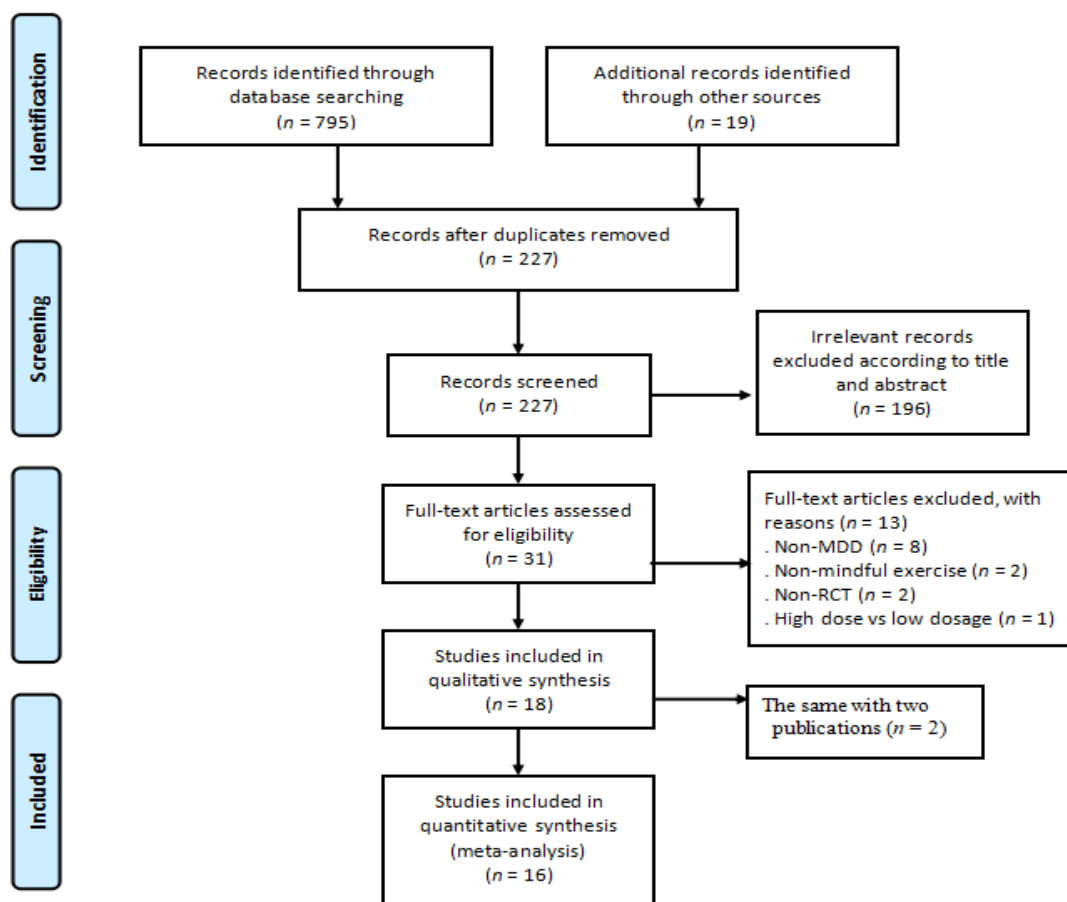 Identification
Records identified through
database searching
(n = 795)
Additional records identified
through other sources
(n = 19)
Records after duplicates removed
(n = 227)
Screening
Records screened
(n = 227)
Irrelevant records
excluded according to title
and abstract
(n = 196)
Eligibility
Full-text articles assessed
for eligibility
(n = 31)
Full-text articles excluded, with
reasons (n = 13)
. Non-MDD (n = 8)
. Non-mindful exercise (n = 2)
. Non-RCT (n = 2)
. High dose vs low dosage (n = 1)
Studies included in
qualitative synthesis
(n = 18)
The same with two
publications (n = 2)
Included
Studies included in
quantitative synthesis
(meta-analysis)
(n = 16)